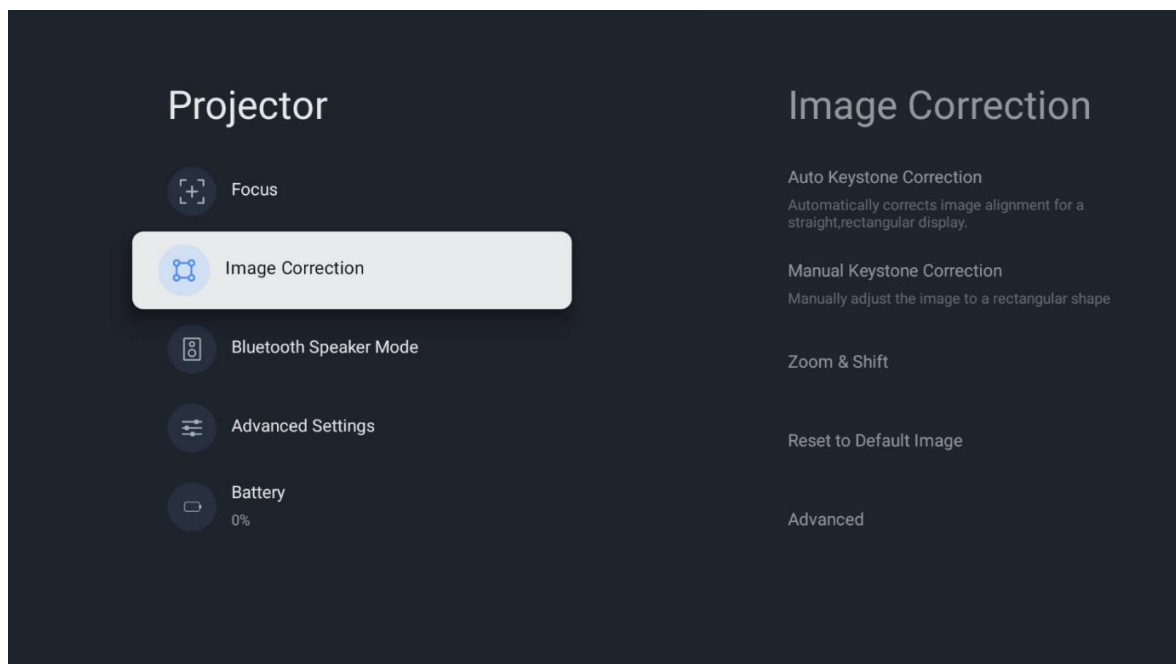 Projector
Focus
Image Correction
Bluetooth Speaker Mode
Advanced Settings
Battery
0%
Image Correction
Auto Keystone Correction
Automatically corrects image alignment for a
straight,rectangular display.
Manual Keystone Correction
Manually adjust the image to a rectangular shape
Zoom & Shift
Reset to Default Image
Advanced